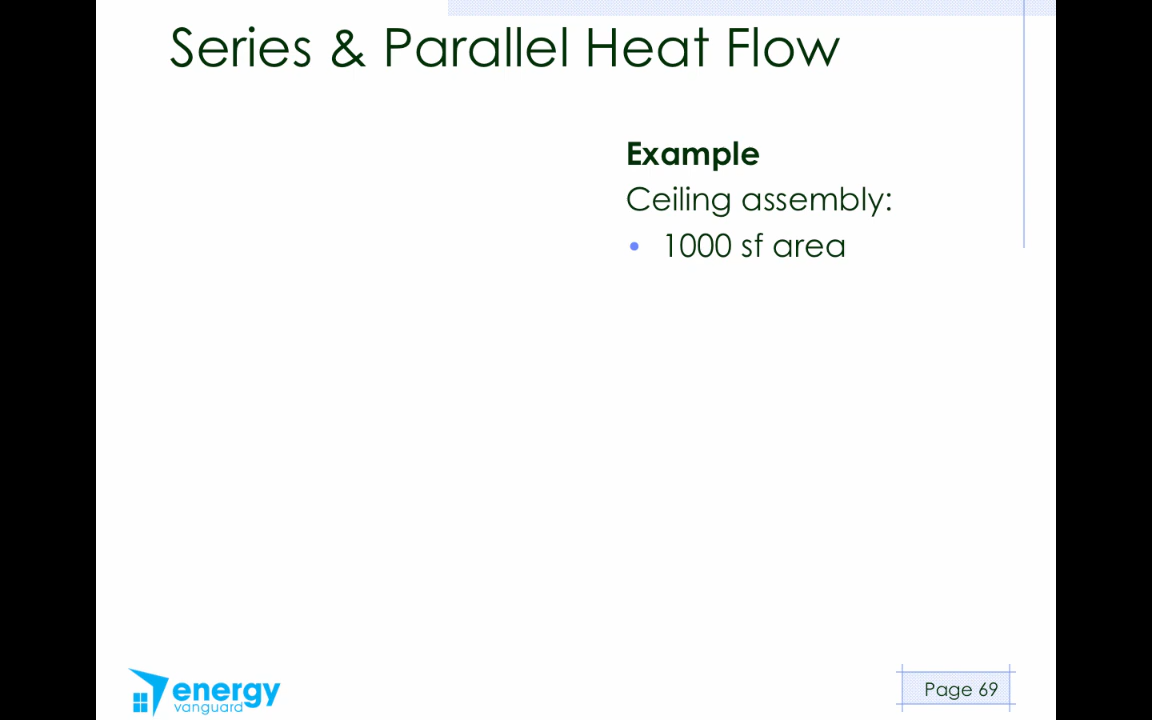 Series & Parallel Heat Flow
Example
Ceiling assembly:
• 1000 sf area
energy
vanguard
Page 69